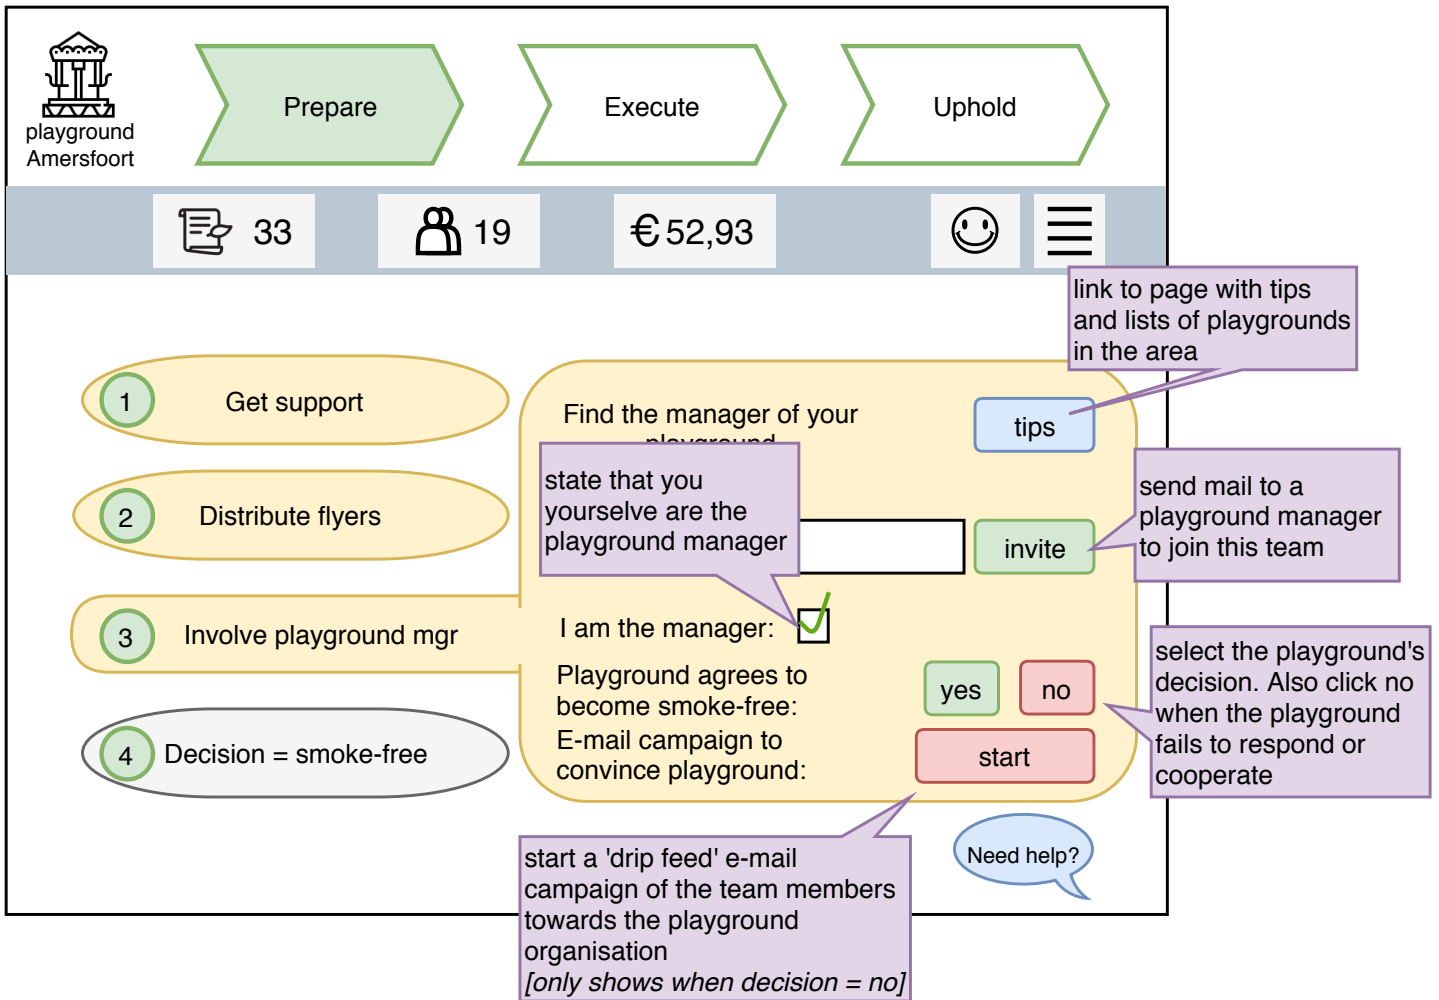 playground
Amersfoort
Prepare
Execute
Uphold
33
19
€ 52,93
link to page with tips
and lists of playgrounds
in the area
1
Get support
2
Distribute flyers
3
Involve playground mgr
4
Decision = smoke-free
Find the manager of your
playground
tips
state that you
yourselve are the
playground manager
invite
send mail to a
playground manager
to join this team
I am the manager:
Playground agrees to
become smoke-free:
yes
no
select the playground's
decision. Also click no
when the playground
fails to respond or
cooperate
E-mail campaign to
convince playground:
start
start a 'drip feed' e-mail
campaign of the team members
towards the playground
organisation
[only shows when decision = no]
Need help?